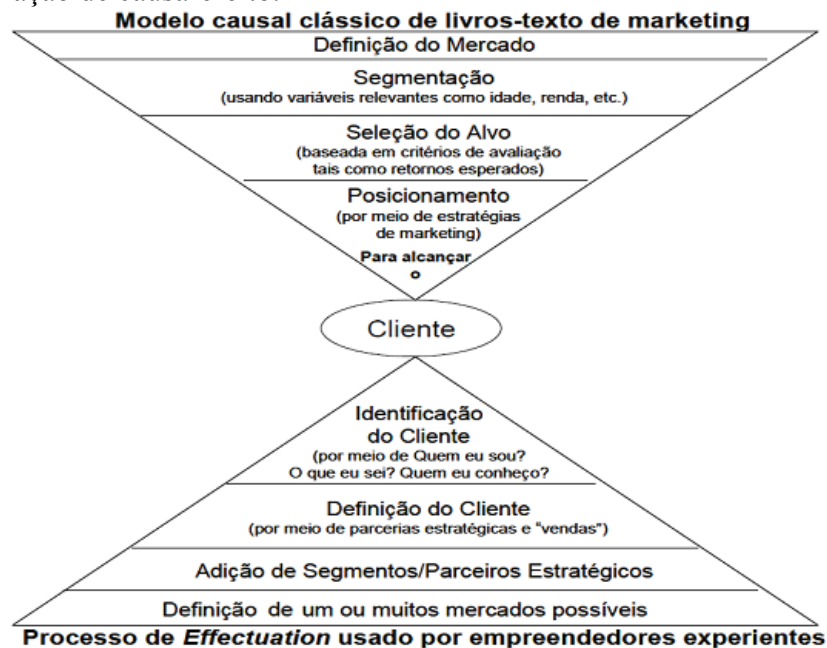 Modelo causal clássico de livros-texto de marketing
Definição do Mercado
Segmentação
(usando variáveis relevantes como idade, renda, etc.)
Seleção do Alvo
(baseada em critérios de avaliação
tais como retornos esperados)
Posicionamento
(por meio de estratégias
de marketing)
Para alcançar
o
Cliente
Identificação
do Cliente
(por meio de Quem eu sou?
O que eu sei? Quem eu conheço?
Definição do Cliente
(por meio de parcerias estratégicas e “vendas”)
Adição de Segmentos/Parceiros Estratégicos
Definição de um ou muitos mercados possíveis
Processo de Effectuation usado por empreendedores experientes